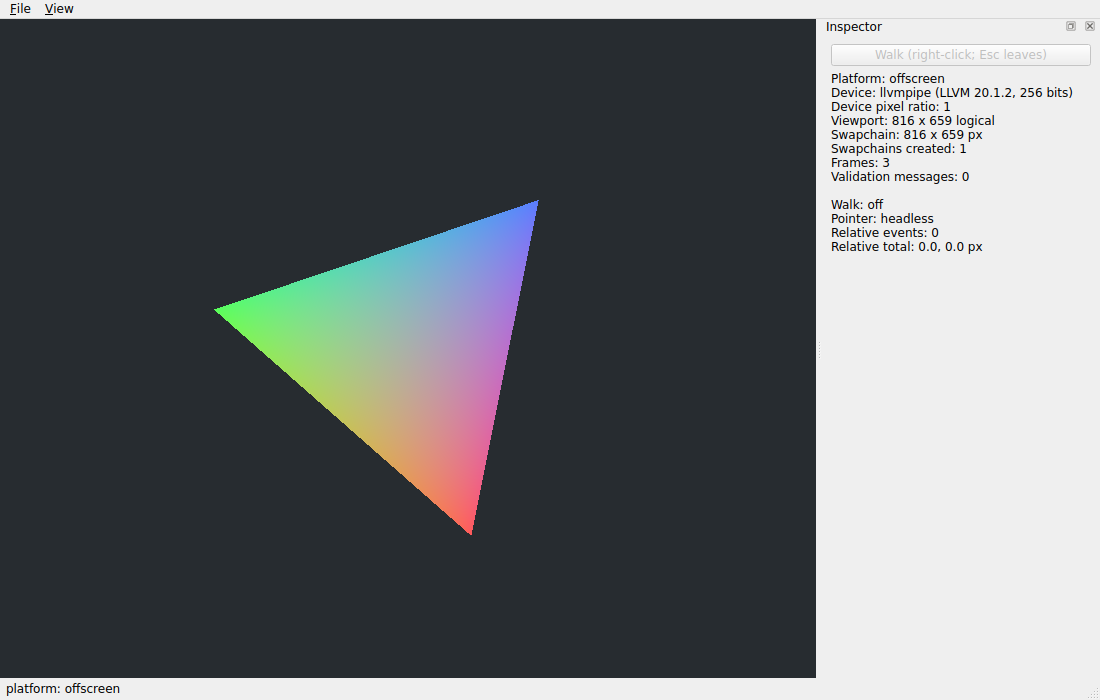 File View
Inspector
Walk (right-click; Esc leaves)
Platform: offscreen
Device: llvmpipe (LLVM 20.1.2, 256 bits)
Device pixel ratio: 1
Viewport: 816 x 659 logical
Swapchain: 816 x 659 px
Swapchains created: 1
Frames: 3
Validation messages: 0
Walk: off
Pointer: headless
Relative events: 0
Relative total: 0.0, 0.0 px
platform: offscreen